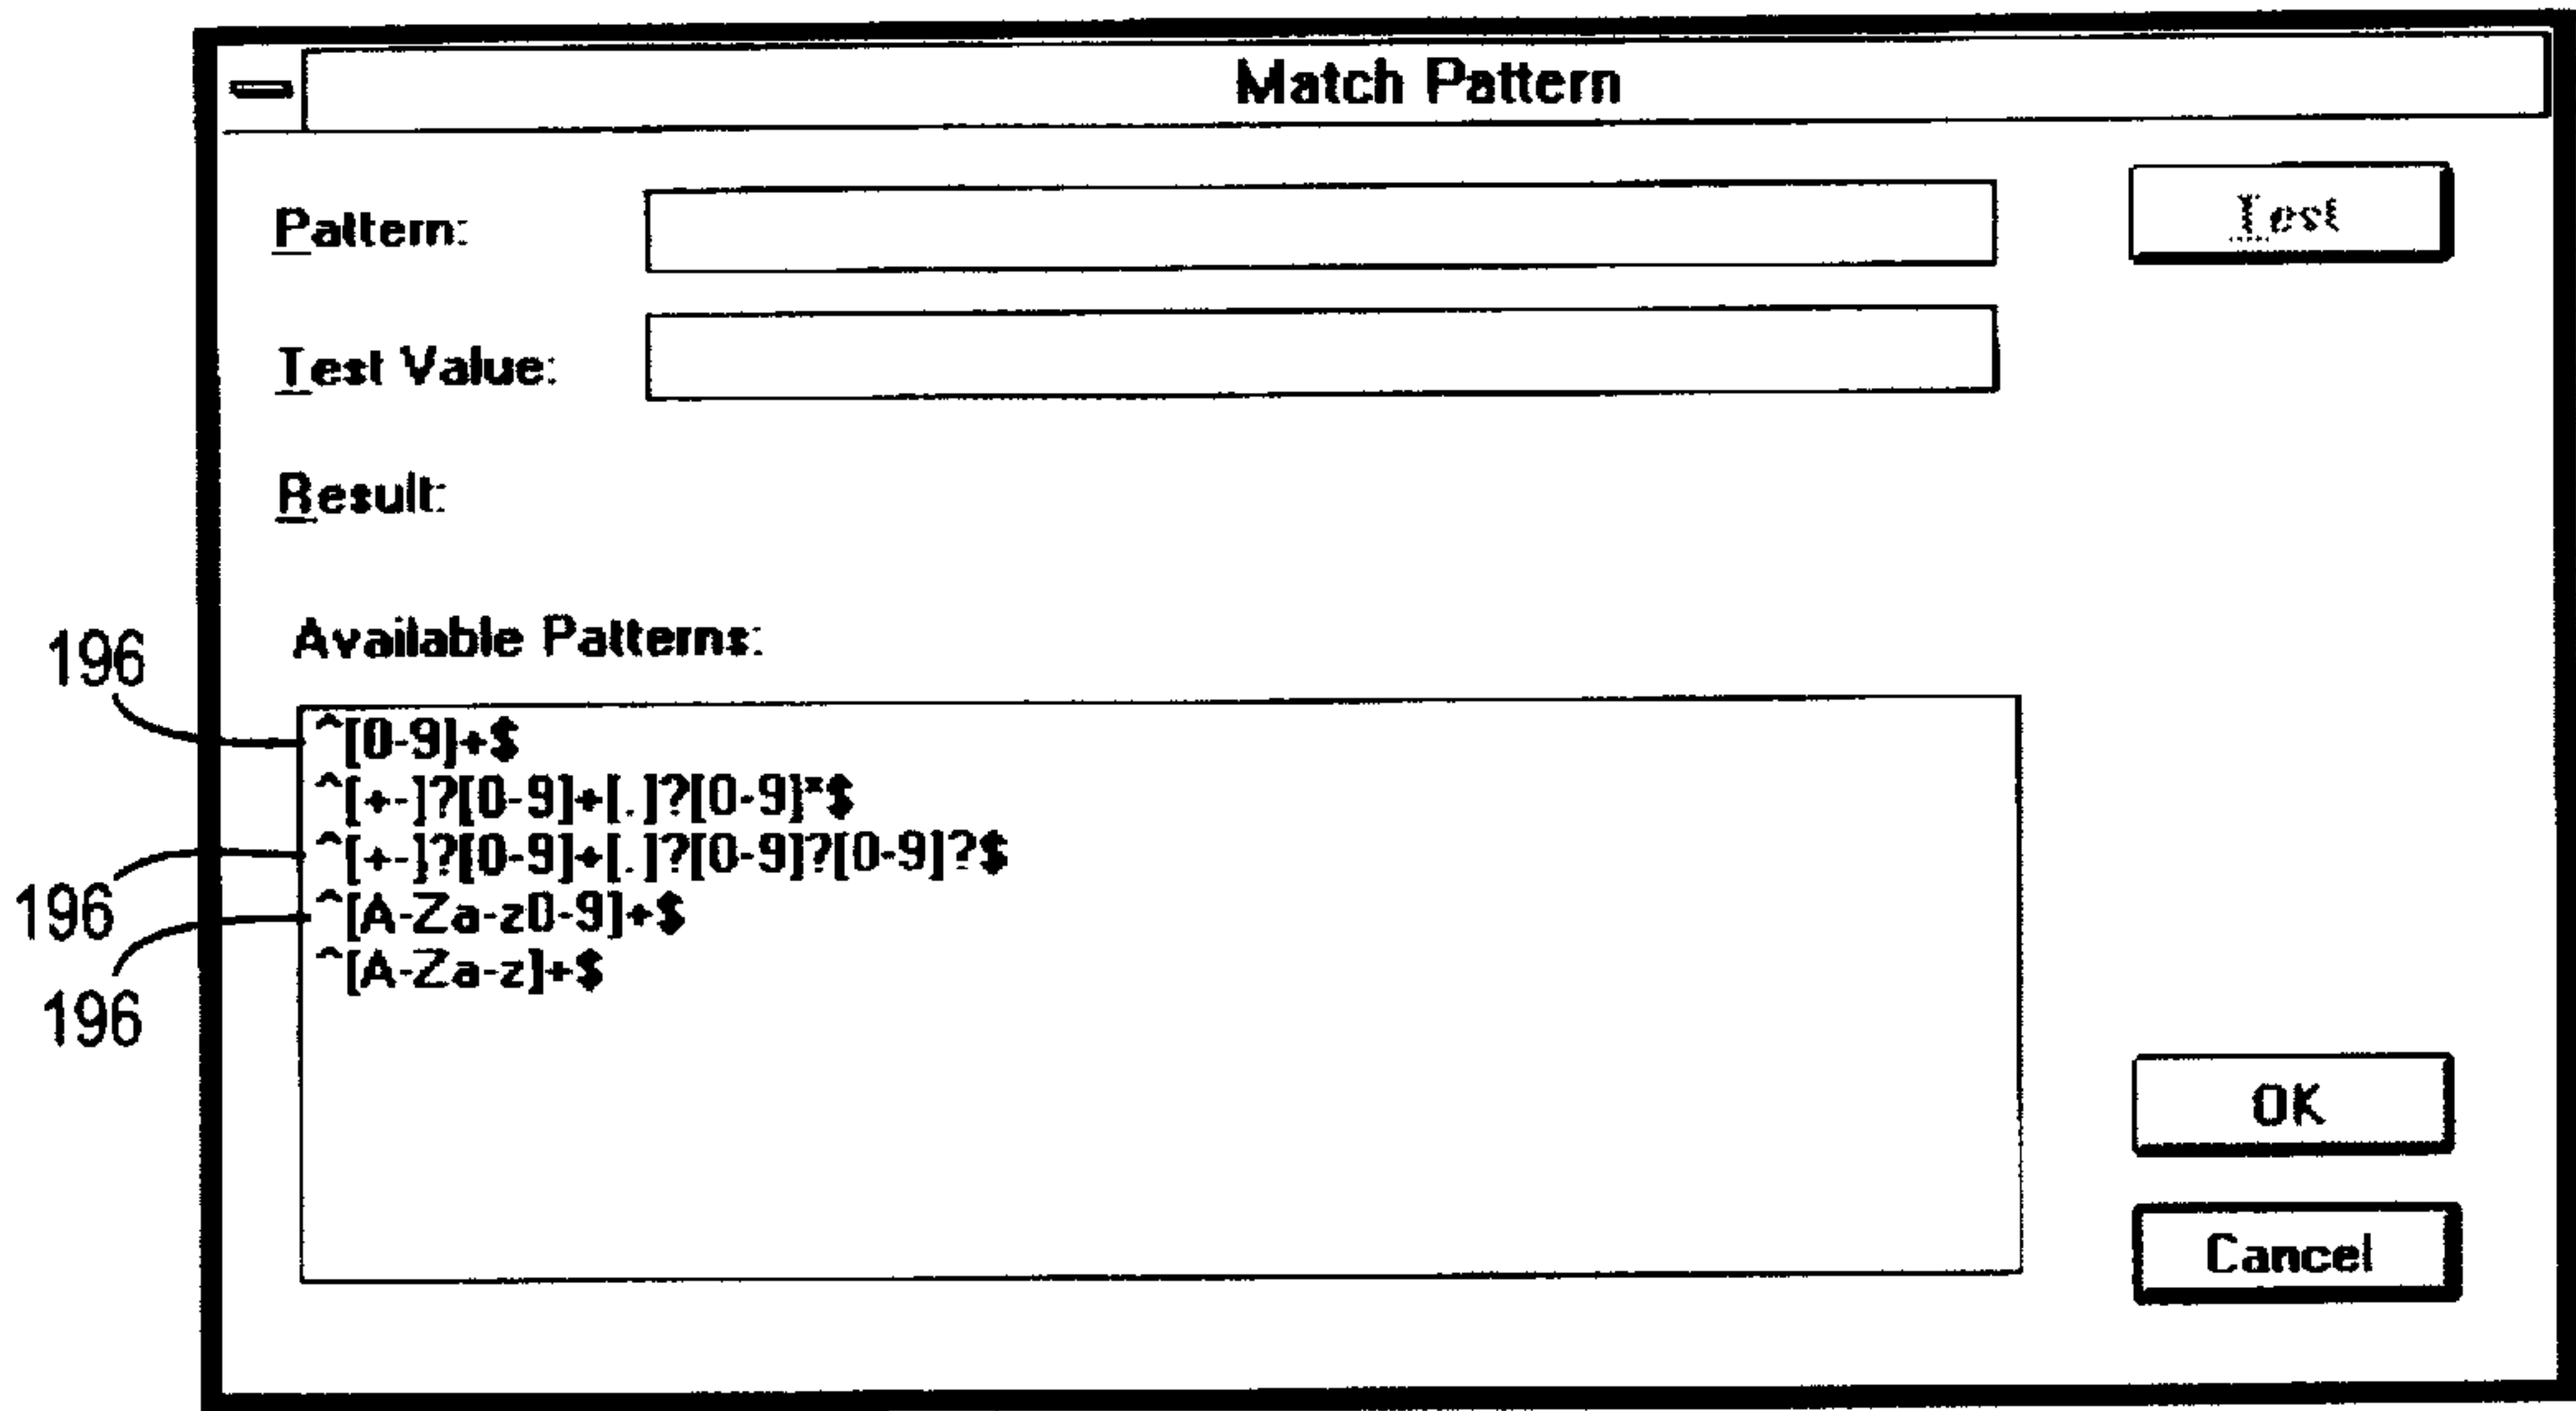 Match Pattern
Pattern:
Test
Test Value:
Result:
196
Available Patterns:
^[0-9]+$
^[+-]?[0-9]+[.]?[0-9]*$
^[+-]?[0-9]+[.]?[0-9]?[0-9]?$
196
^[A-Za-z0-9]+$
^[A-Za-z]+$
196
OK
Cancel